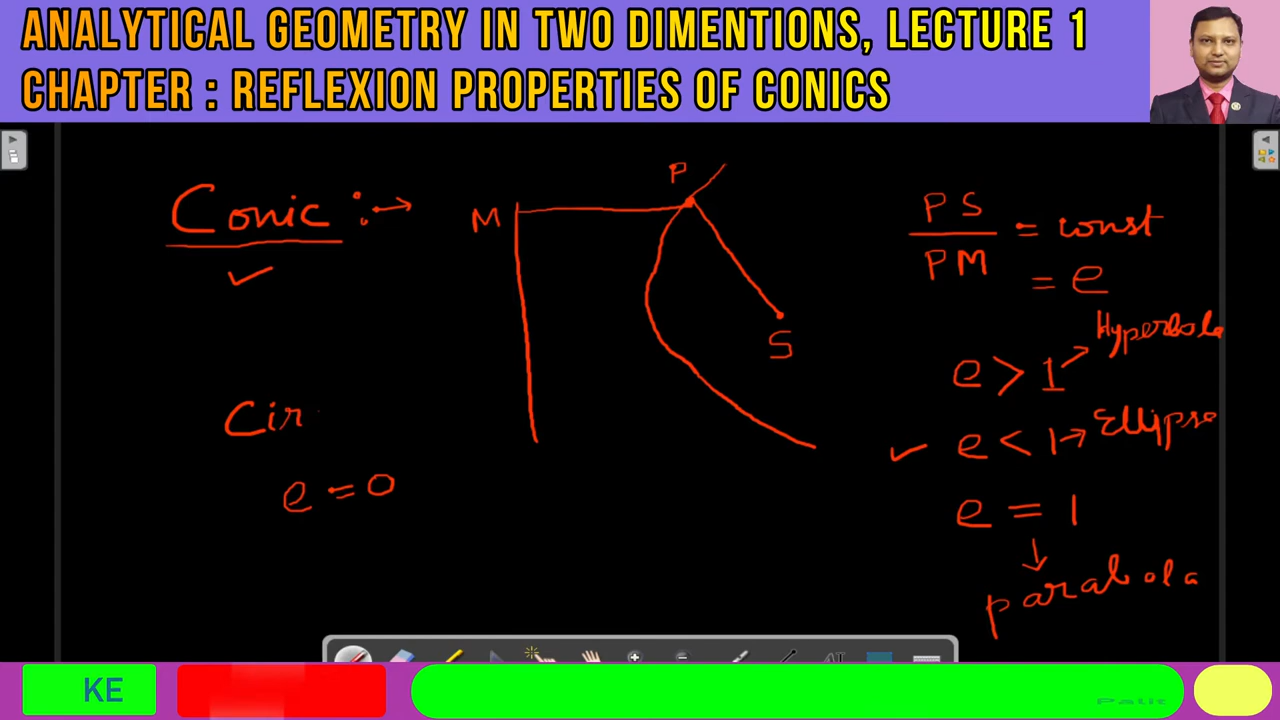 ANALYTICAL GEOMETRY IN TWO DIMENTIONS, LECTURE 1
CHAPTER : REFLEXION PROPERTIES OF CONICS
Conic :→
M
P
S
PS
PM
= const
= e
e > 1 → Hyperbola
e < 1 → Ellipse
e = 1
↓
parabola
Cir
e = 0
KE
Palit